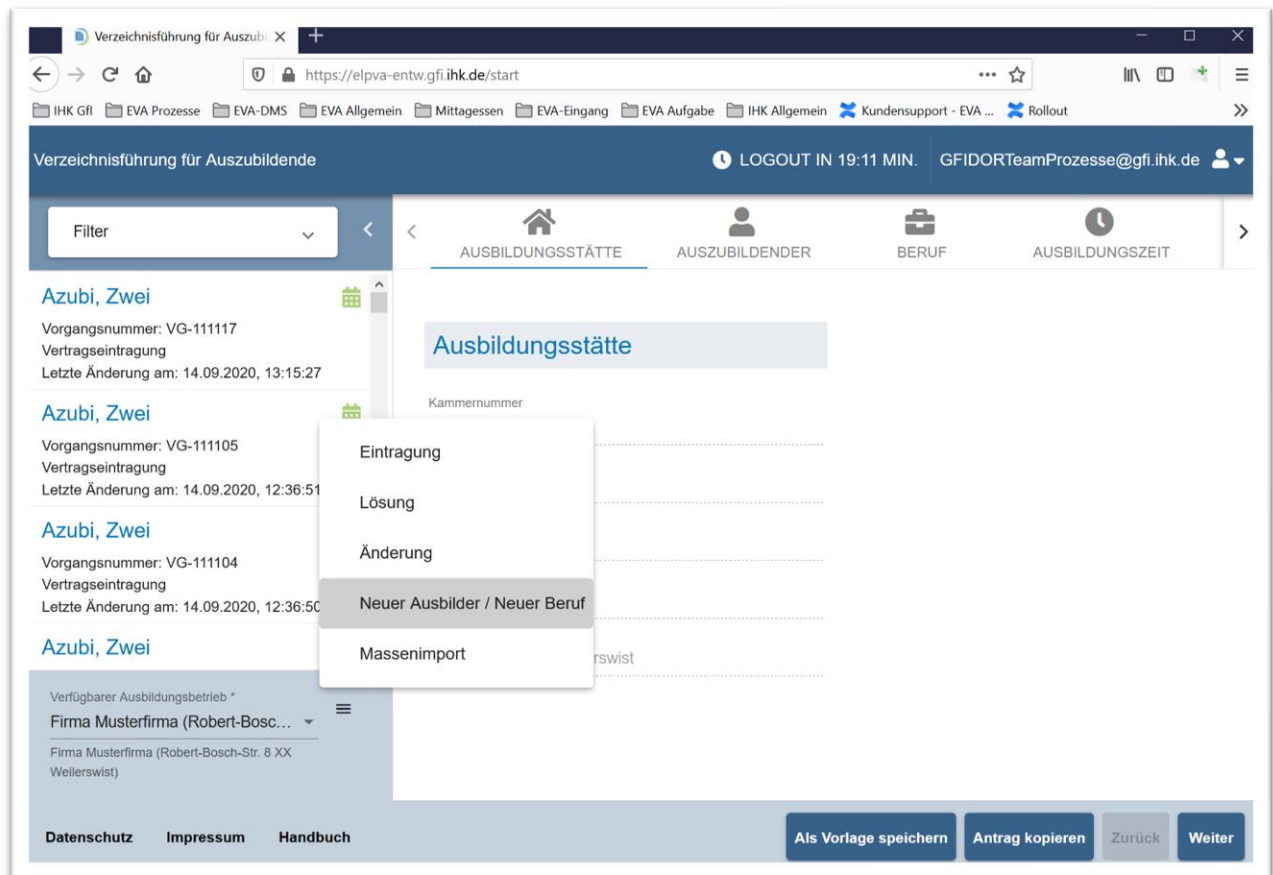 Verzeichnisführung für Auszubi
https://elpva-entw.gfi.ihk.de/start
IHK GfI EVA Prozesse EVA-DMS EVA Allgemein Mittagessen EVA-Eingang EVA Aufgabe IHK Allgemein Kundensupport - EVA ... Rollout
Verzeichnisführung für Auszubildende
LOGOUT IN 19:11 MIN. GFIDORTeamProzesse@gfi.ihk.de
Filter
AUSBILDUNGSSTÄTTE AUSZUBILDENDER BERUF AUSBILDUNGSZEIT
Azubi, Zwei
Vorgangsnummer: VG-111117
Vertragseintragung
Letzte Änderung am: 14.09.2020, 13:15:27
Azubi, Zwei
Vorgangsnummer: VG-111105
Vertragseintragung
Letzte Änderung am: 14.09.2020, 12:36:51
Azubi, Zwei
Vorgangsnummer: VG-111104
Vertragseintragung
Letzte Änderung am: 14.09.2020, 12:36:50
Azubi, Zwei
Verfügbarer Ausbildungsbetrieb *
Firma Musterfirma (Robert-Bosc...
Firma Musterfirma (Robert-Bosch-Str. 8 XX
Weilerswist)
Ausbildungsstätte
Kammernummer
Eintragung
Lösung
Änderung
Neuer Ausbilder / Neuer Beruf
Massenimport
erswist
Datenschutz Impressum Handbuch
Als Vorlage speichern Antrag kopieren Zurück Weiter